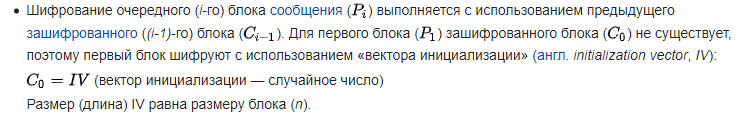 • Шифрование очередного (i-го) блока сообщения (P_i) выполняется с использованием предыдущего
зашифрованного ((i-1)-го) блока (C_{i−1}). Для первого блока (P_1) зашифрованного блока (C_0) не существует,
поэтому первый блок шифруют с использованием «вектора инициализации» (англ. initialization vector, IV):
C_0 = IV (вектор инициализации — случайное число)
Размер (длина) IV равна размеру блока (n).